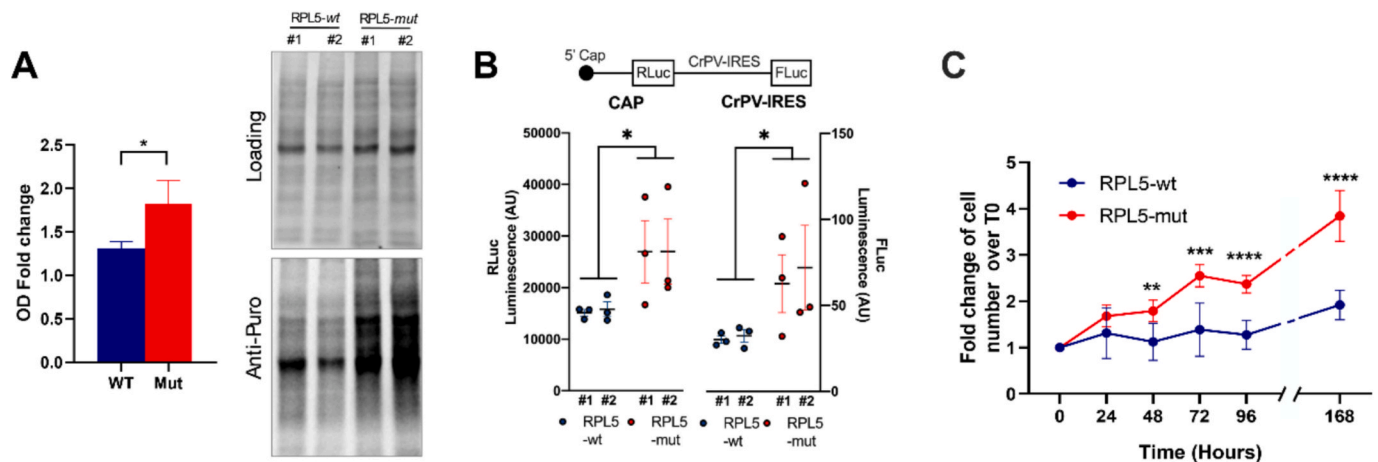 A
RPL5-wt RPL5-mut
#1 #2 #1 #2
Loading
Anti-Puro
OD Fold change
2.5
2.0
1.5
1.0
0.5
0.0
*
WT Mut
B
5' Cap
RLuc
CrPV-IRES
FLuc
CAP
CrPV-IRES
RLuc
Luminescence (AU)
50000
40000
30000
20000
10000
0
*
*
150
100
50
0
Luminescence (AU)
FLuc
#1 #2 #1 #2 #1 #2 #1 #2
RPL5 RPL5 RPL5 RPL5
-wt -mut -wt -mut
C
Fold change of cell
number over T0
5
4
3
2
1
0
RPL5-wt
RPL5-mut
** *** **** ****
0 24 48 72 96 168
Time (Hours)